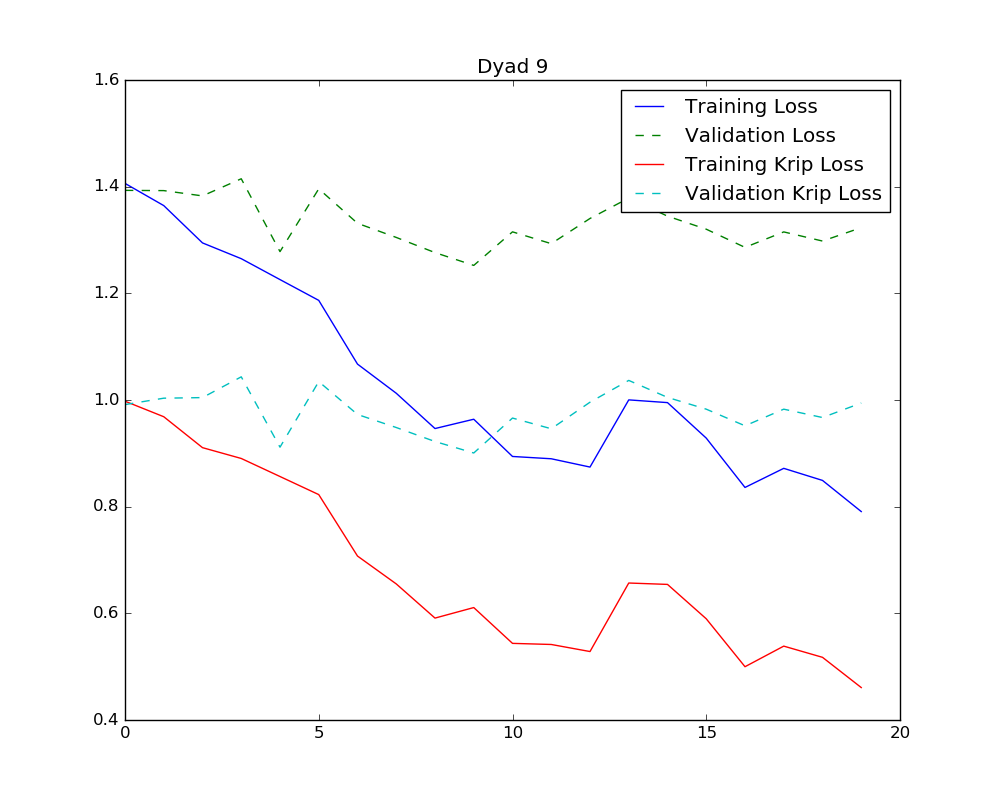 Dyad 9
1.6
1.4
1.2
1.0
0.8
0.6
0.4
Training Loss
Validation Loss
Training Krip Loss
Validation Krip Loss
0 5 10 15 20